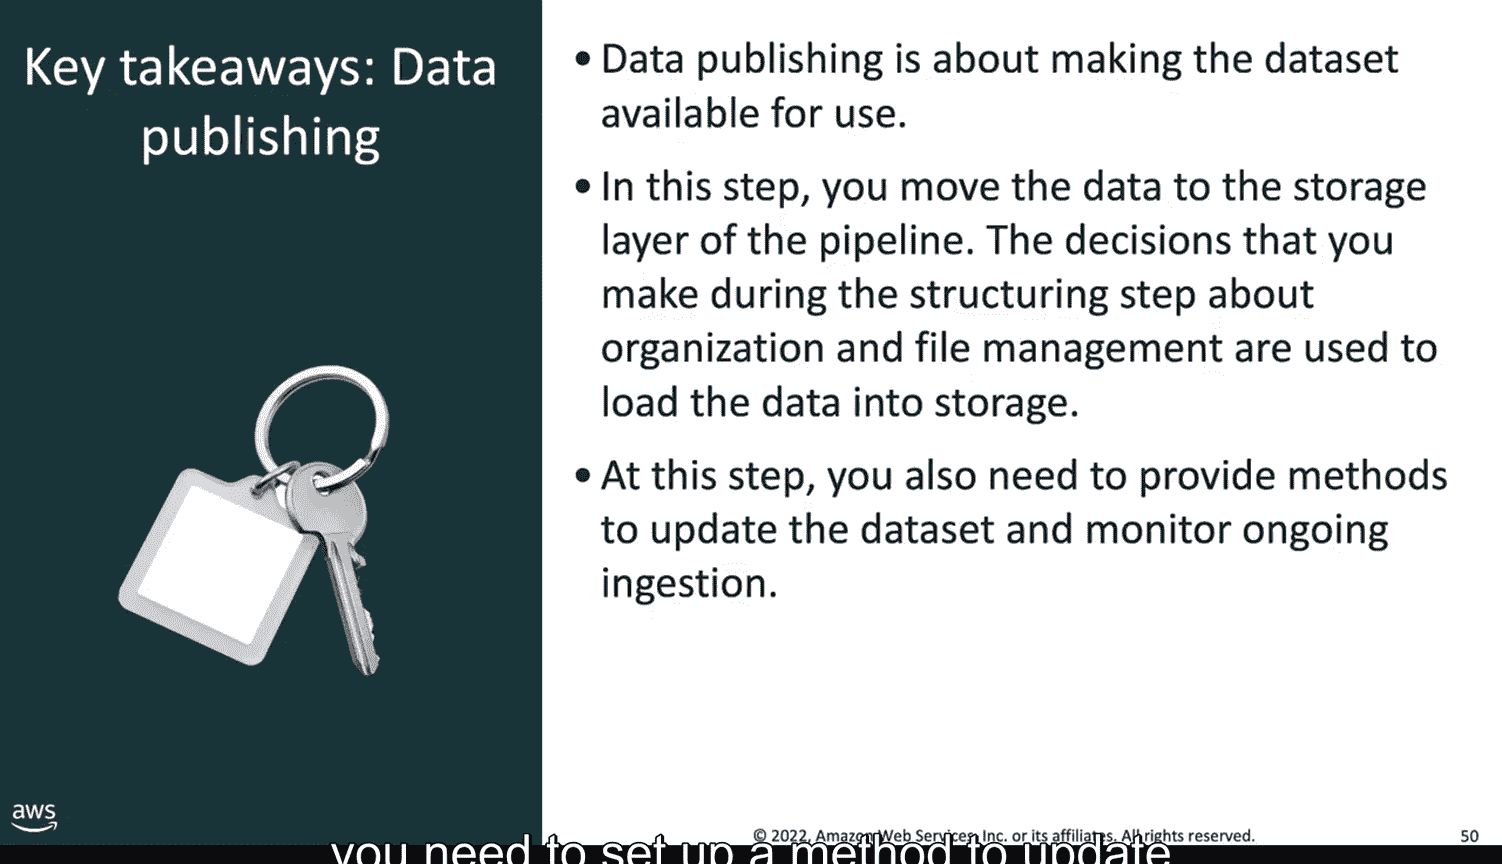 Key takeaways: Data
publishing
• Data publishing is about making the dataset
available for use.
• In this step, you move the data to the storage
layer of the pipeline. The decisions that you
make during the structuring step about
organization and file management are used to
load the data into storage.
• At this step, you also need to provide methods
to update the dataset and monitor ongoing
ingestion.
aws
© 2022, Amazon Web Services, Inc. or its affiliates. All rights reserved.
50
you need to set up a method to update